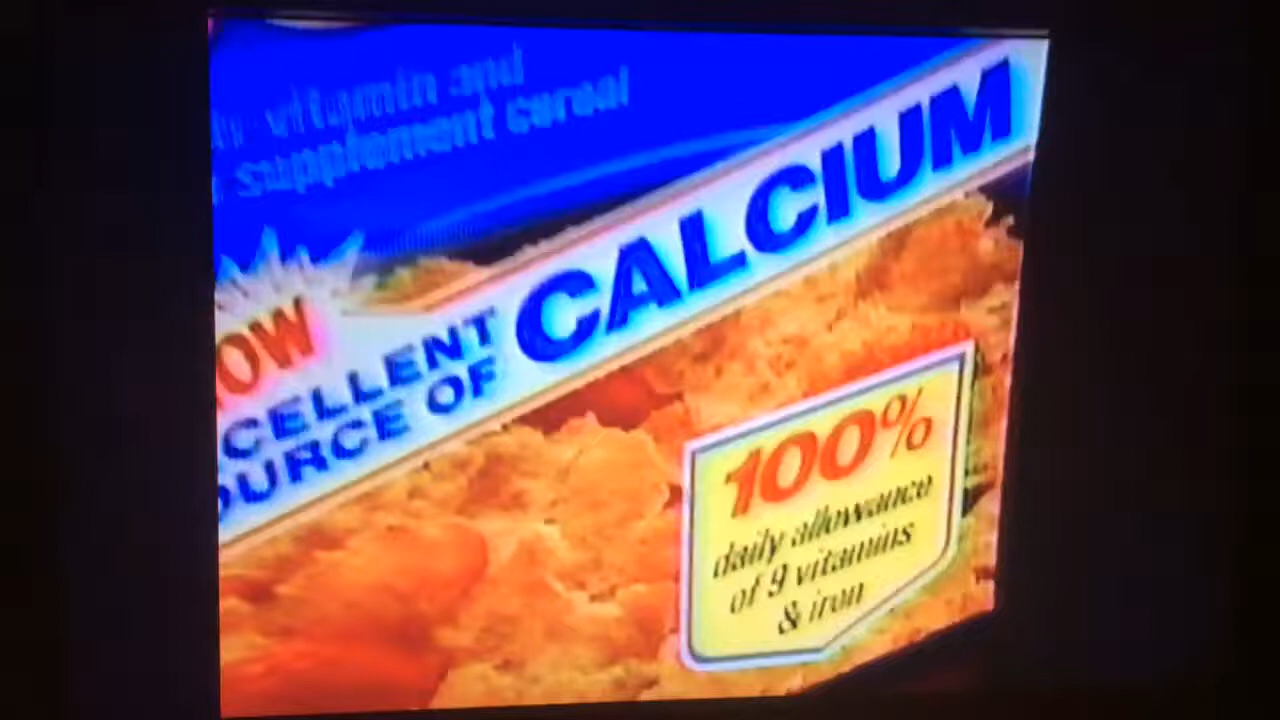 vitamin and
supplement cereal
OW
CELLENT
OURCE OF
CALCIUM
100%
daily allowance
of 9 vitamins
& iron